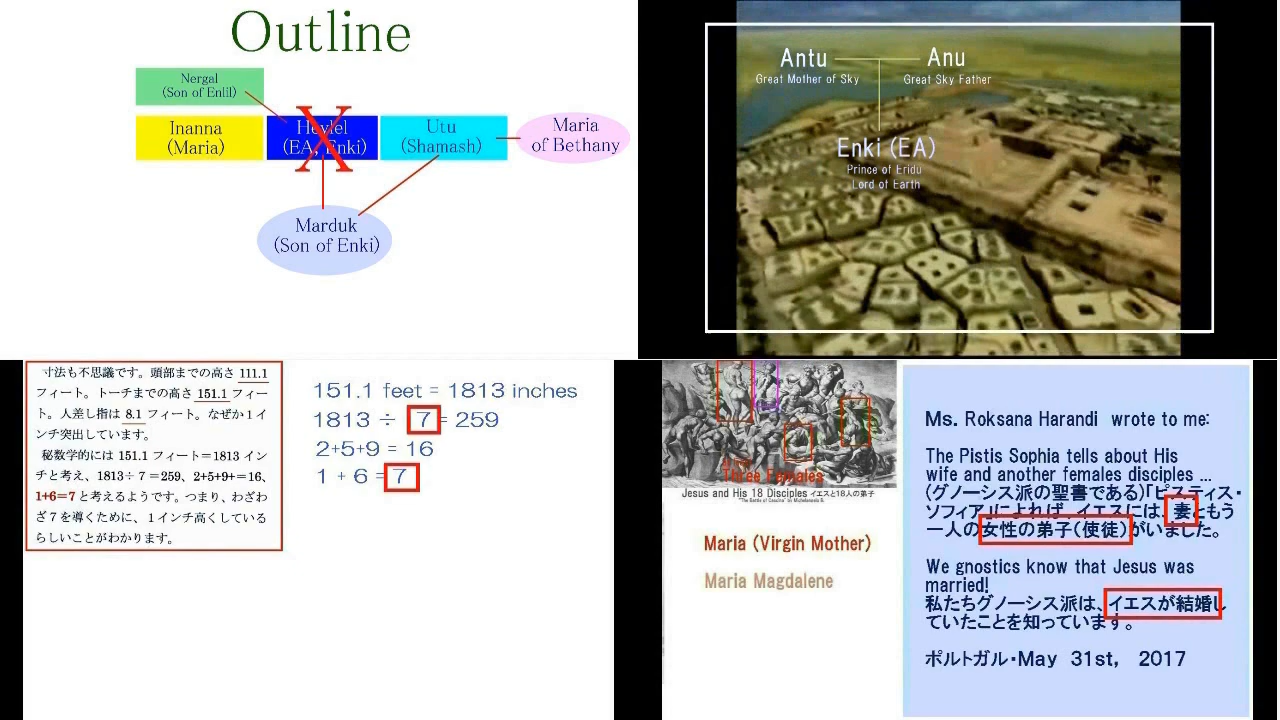 Outline
Nergal
(Son of Enlil)
Inanna
(Maria)
Heylel
(EA, Enki)
X
Utu
(Shamash)
Maria
of Bethany
Marduk
(Son of Enki)
Antu
Great Mother of Sky
Anu
Great Sky Father
Enki (EA)
Prince of Eridu
Lord of Earth
寸法も不思議です。頭部までの高さ 111.1
フィート。トーチまでの高さ 151.1 フィー
ト。人差し指は 8.1 フィート。なぜか1イ
ンチ突出しています。
秘数学的には 151.1 フィート＝1813 イン
チと考え、1813÷7＝259、2+5+9+＝16、
1+6=7 と考えるようです。つまり、わざわ
ざ7を導くために、1インチ高くしている
らしいことがわかります。
151.1 feet = 1813 inches
1813 ÷ 7 = 259
2+5+9 = 16
1 + 6 = 7
Three Females
Jesus and His 18 Disciples イエスと18人の弟子
Maria (Virgin Mother)
Maria Magdalene
Ms. Roksana Harandi wrote to me:
The Pistis Sophia tells about His
wife and another females disciples ...
(グノーシス派の聖書である)「ピスティス・
ソフィア」によれば、イエスには、妻ともう
一人の女性の弟子(使徒)がいました。
We gnostics know that Jesus was
married!
私たちグノーシス派は、イエスが結婚し
ていたことを知っています。
ポルトガル・May 31st, 2017